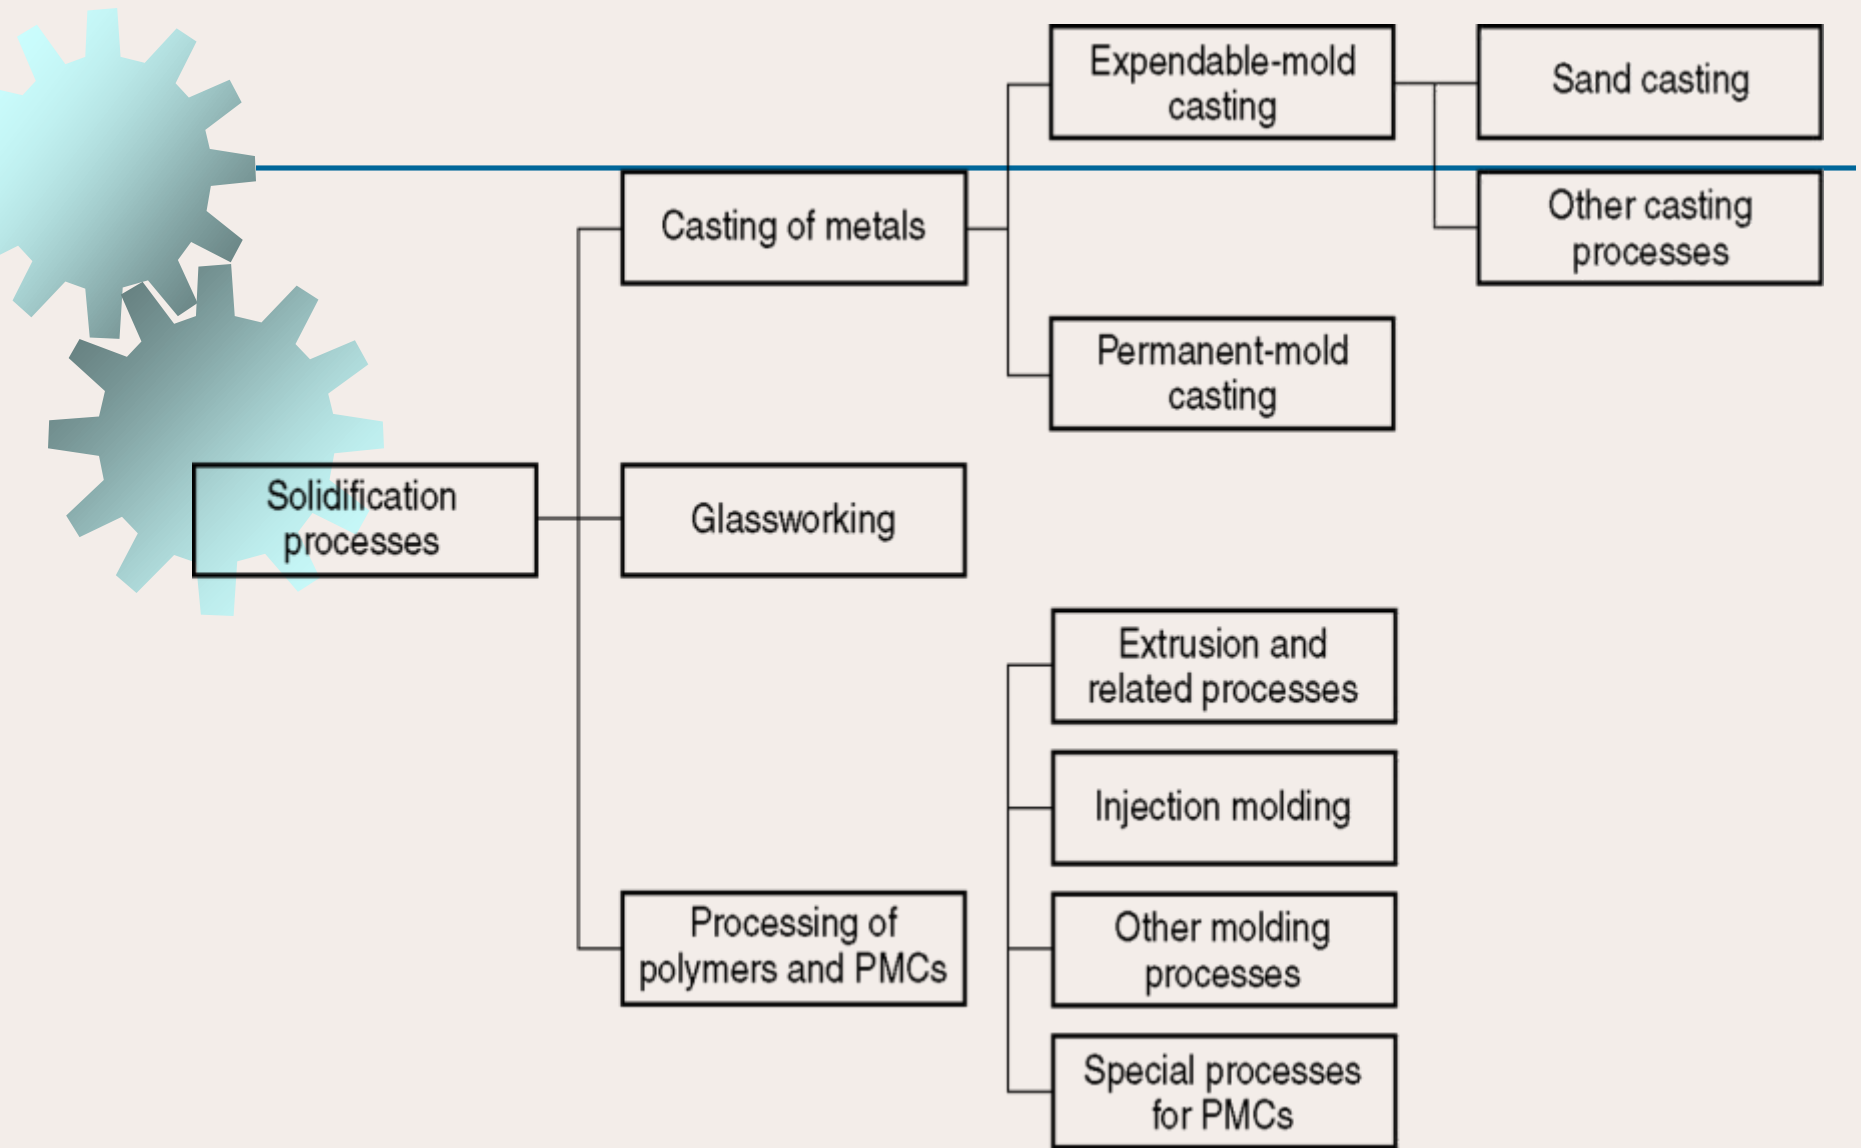 Expendable-mold
casting
Sand casting
Casting of metals
Other casting
processes
Permanent-mold
casting
Solidification
processes
Glassworking
Extrusion and
related processes
Injection molding
Processing of
polymers and PMCs
Other molding
processes
Special processes
for PMCs